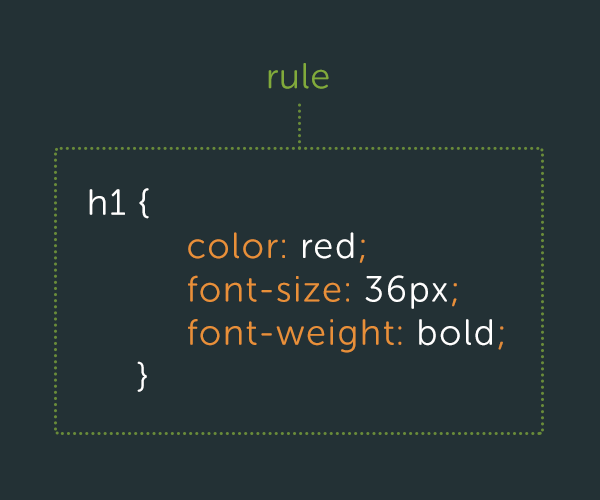 rule
h1 {
color: red;
font-size: 36px;
font-weight: bold;
}